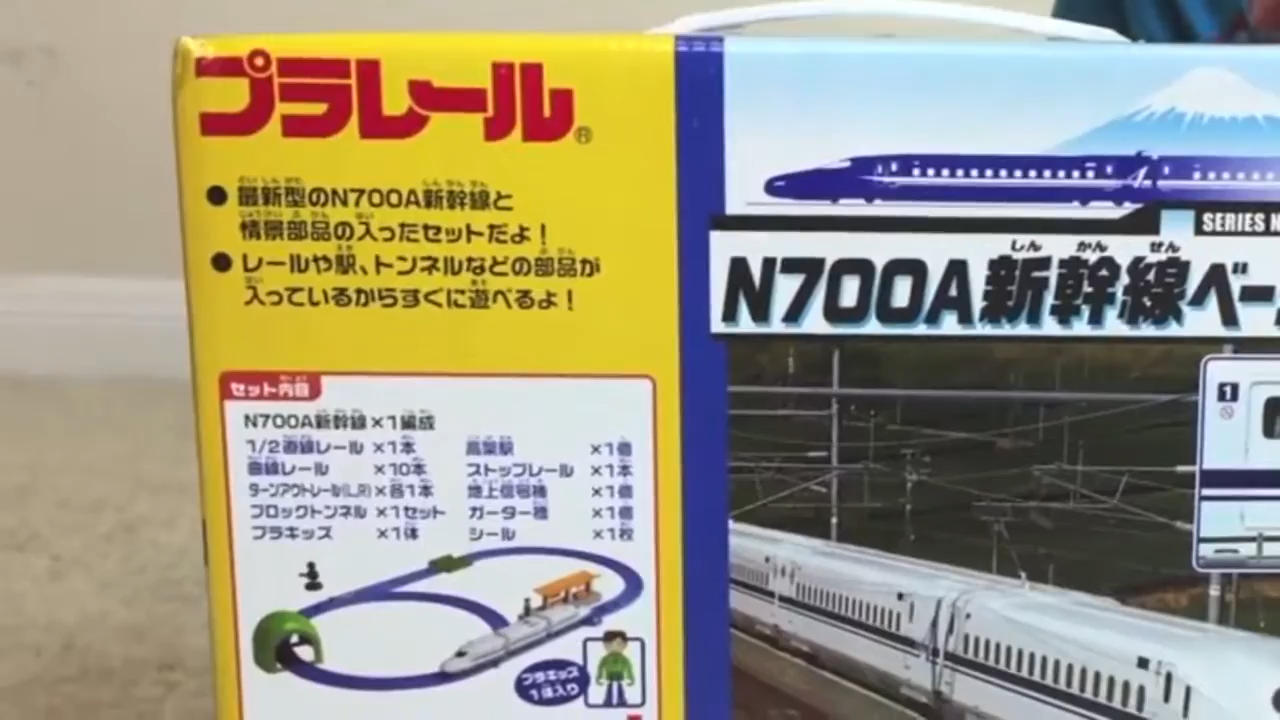 プラレール®
● 最新型のN700A新幹線と
情景部品の入ったセットだよ！
● レールや駅、トンネルなどの部品が
入っているからすぐに遊べるよ！
セット内容
N700A新幹線×1編成
1/2直線レール ×1本
曲線レール ×10本
ターンアウトレール(L,R)×各1本
ブロックトンネル ×1セット
プラキッズ ×1体
高架駅 ×1個
ストップレール ×1本
地上信号機 ×1個
ガーター橋 ×1個
シール ×1枚
プラキッズ
1体入り
SERIES N
しん かん せん
N700A新幹線ベー
1